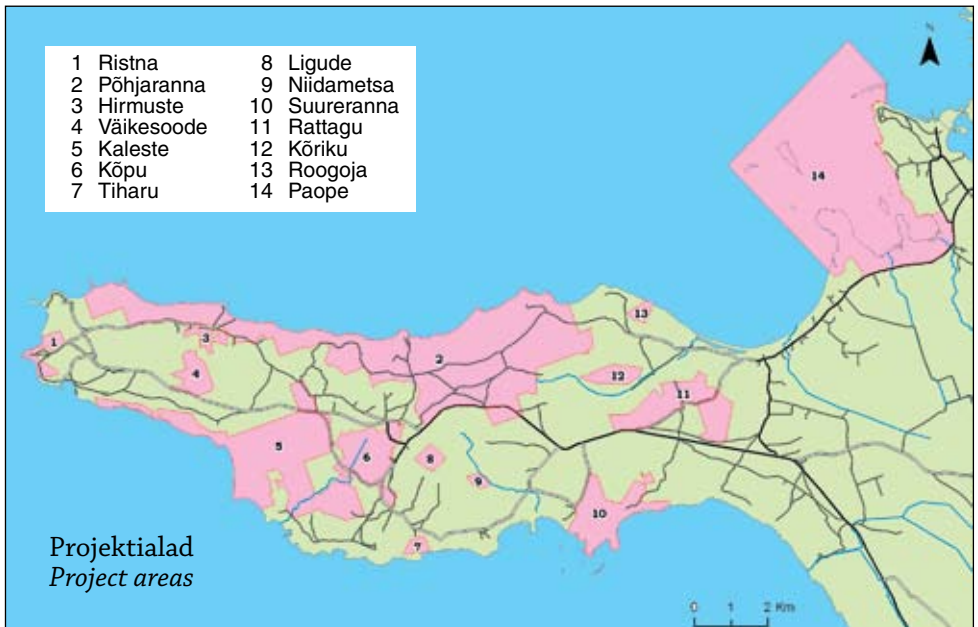 1 Ristna
2 Põhjaranna
3 Hirmuste
4 Väikesoode
5 Kaleste
6 Kõpu
7 Tiharu
8 Ligude
9 Niidametsa
10 Suureranna
11 Rattagu
12 Kõriku
13 Roogoja
14 Paope
N
14
13
1
3
2
4
12
11
5
6
8
9
10
7
Projektialad
Project areas
0 1 2 Km